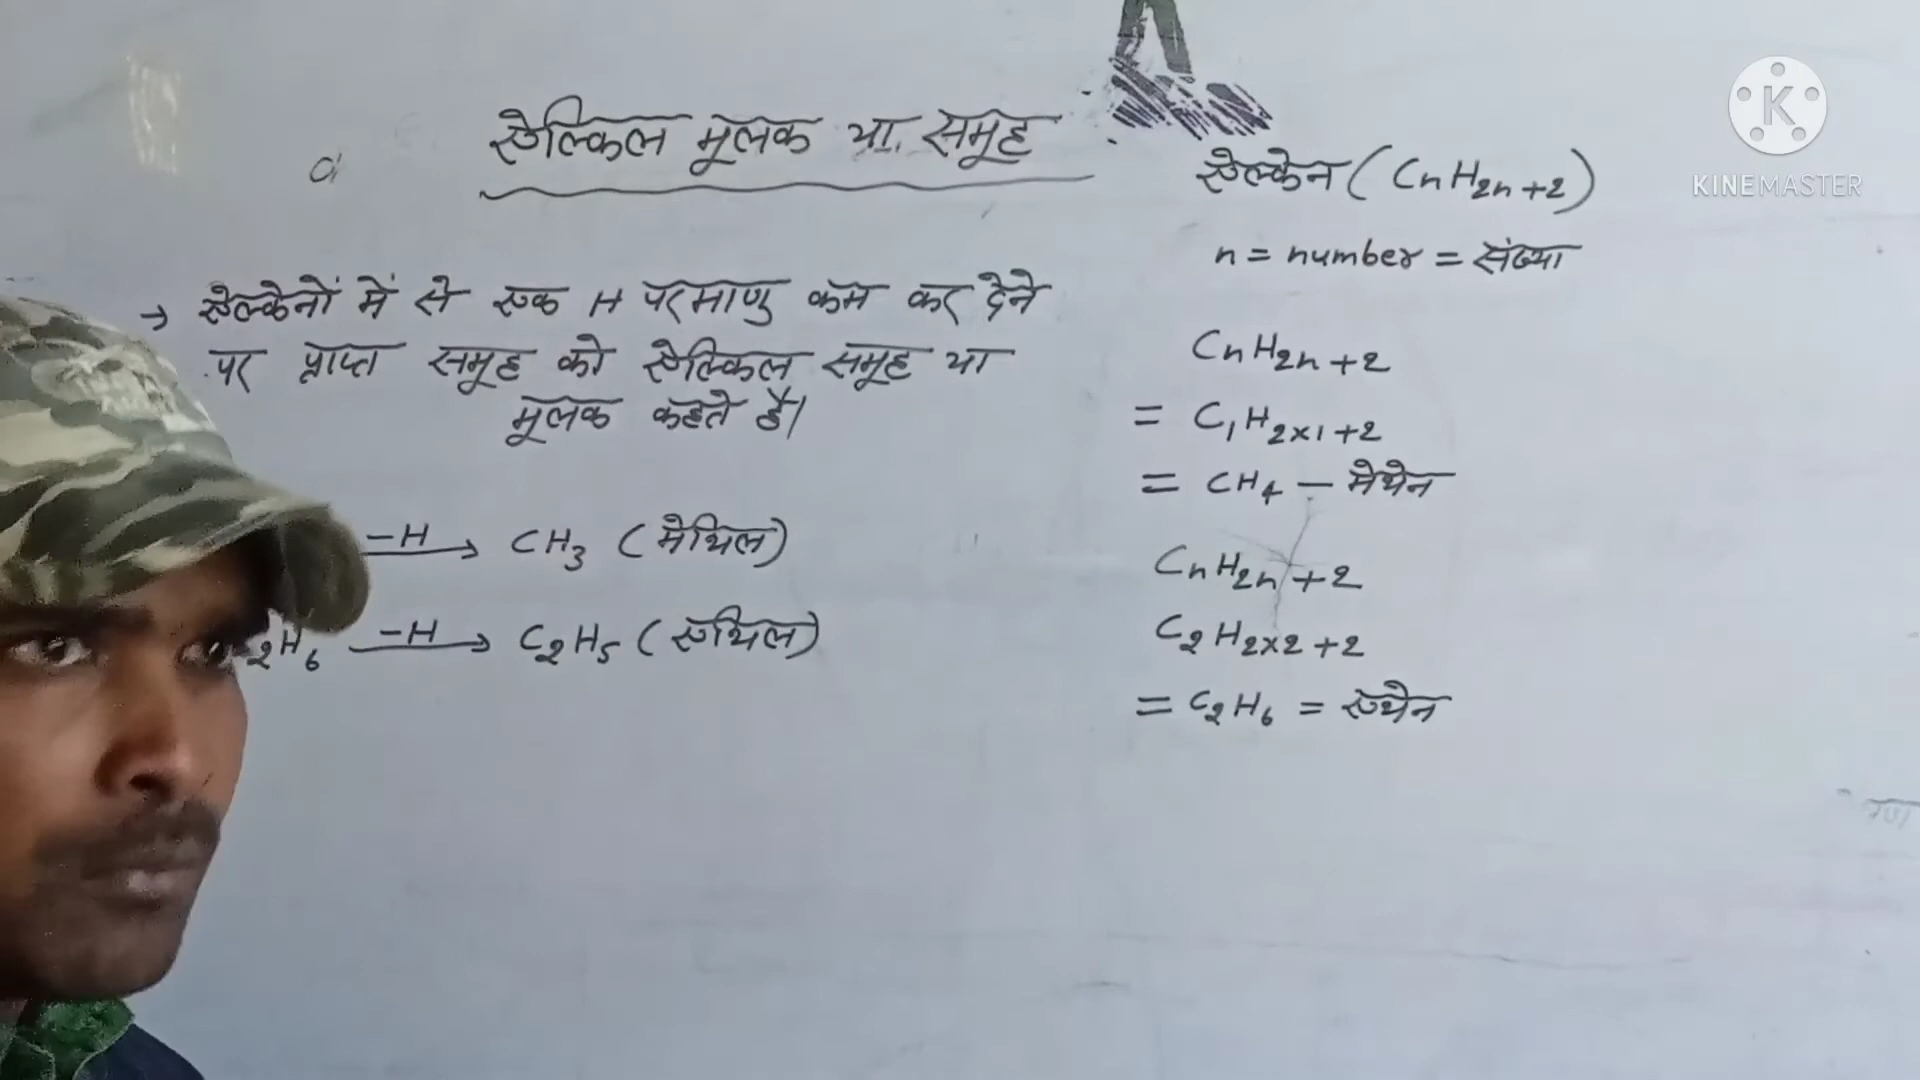 ऐल्किल मूलक या समूह
→ ऐल्केनों में से एक H परमाणु कम कर देने
पर प्राप्त समूह को ऐल्किल समूह या
मूलक कहते है।
-H → CH₃ (मेथिल)
₂H₆ -H → C₂H₅ (एथिल)
ऐल्केन (CnH₂n+2)
n = number = संख्या
CnH₂n+2
= C₁H₂ₓ₁+2
= CH₄ – मेथेन
CnH₂n+2
C₂H₂ₓ₂+2
= C₂H₆ = एथेन
K
KINEMASTER